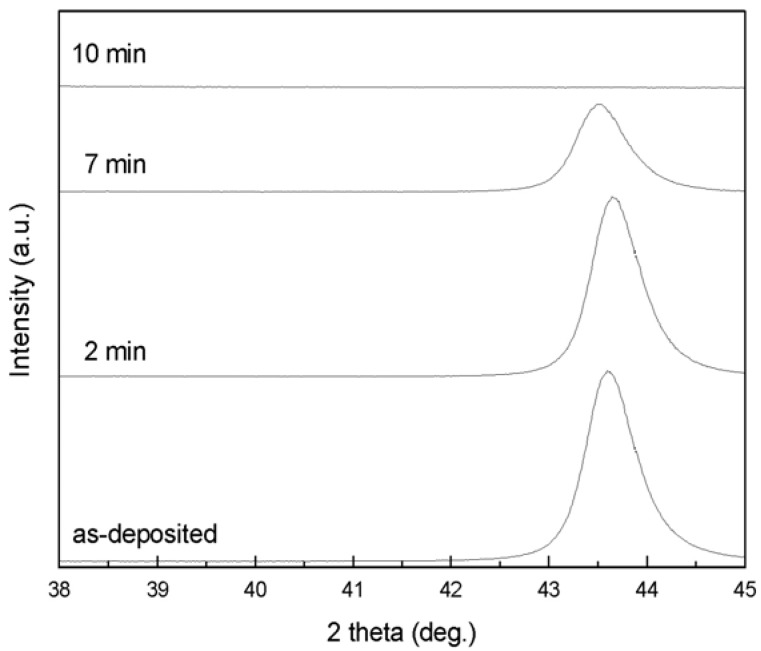 10 min
7 min
2 min
as-deposited
Intensity (a.u.)
38 39 40 41 42 43 44 45
2 theta (deg.)